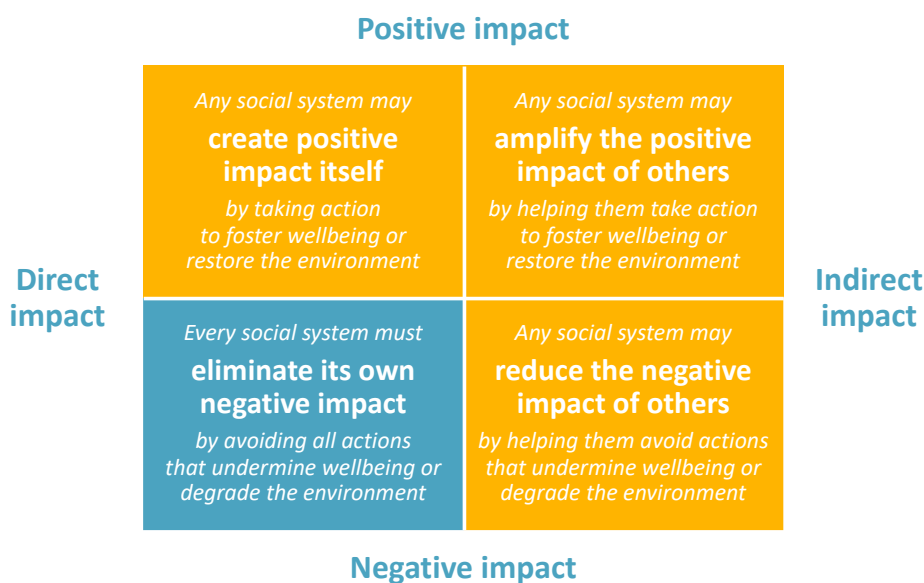 Positive impact
Any social system may
create positive
impact itself
by taking action
to foster wellbeing or
restore the environment
Any social system may
amplify the positive
impact of others
by helping them take action
to foster wellbeing or
restore the environment
Direct
impact
Indirect
impact
Every social system must
eliminate its own
negative impact
by avoiding all actions
that undermine wellbeing or
degrade the environment
Any social system may
reduce the negative
impact of others
by helping them avoid actions
that undermine wellbeing or
degrade the environment
Negative impact